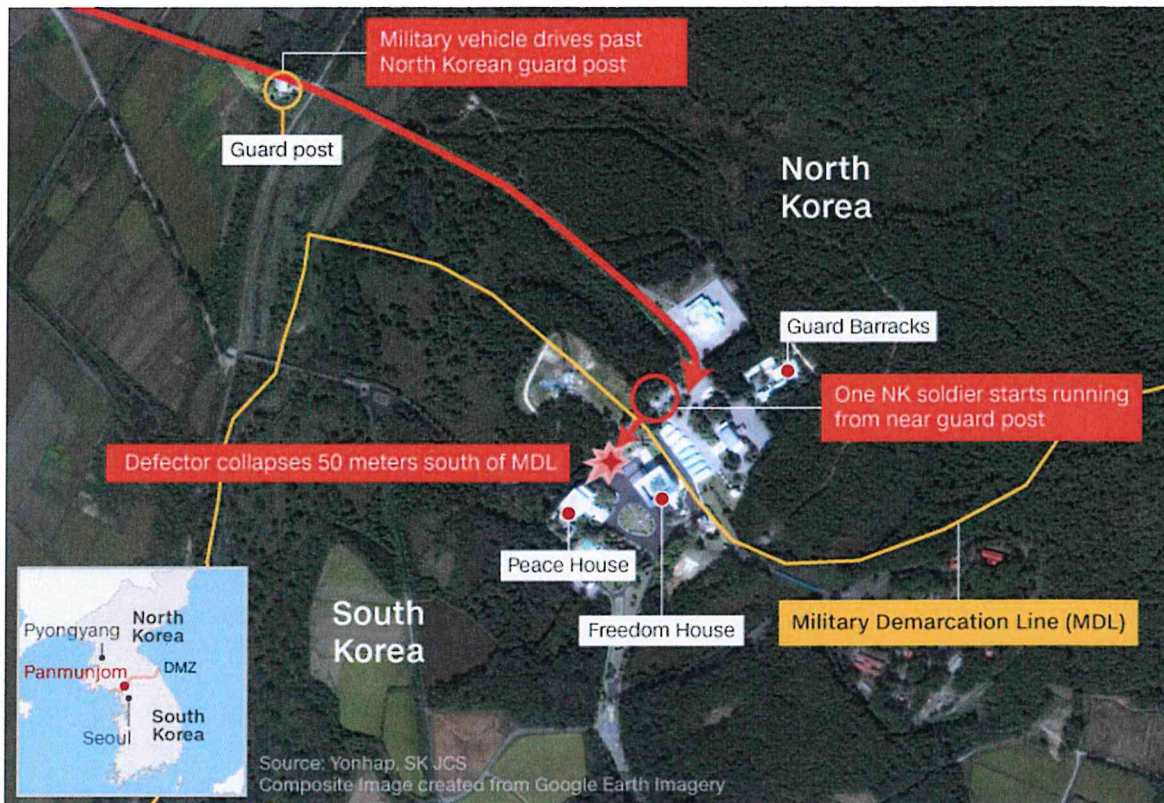 Military vehicle drives past
North Korean guard post
Guard post
North
Korea
Guard Barracks
One NK soldier starts running
from near guard post
Defector collapses 50 meters south of MDL
Peace House
Freedom House
Military Demarcation Line (MDL)
South
Korea
North
Korea
Pyongyang
Panmunjom
DMZ
South
Korea
Seoul
Source: Yonhap, SK JCS
Composite Image created from Google Earth Imagery